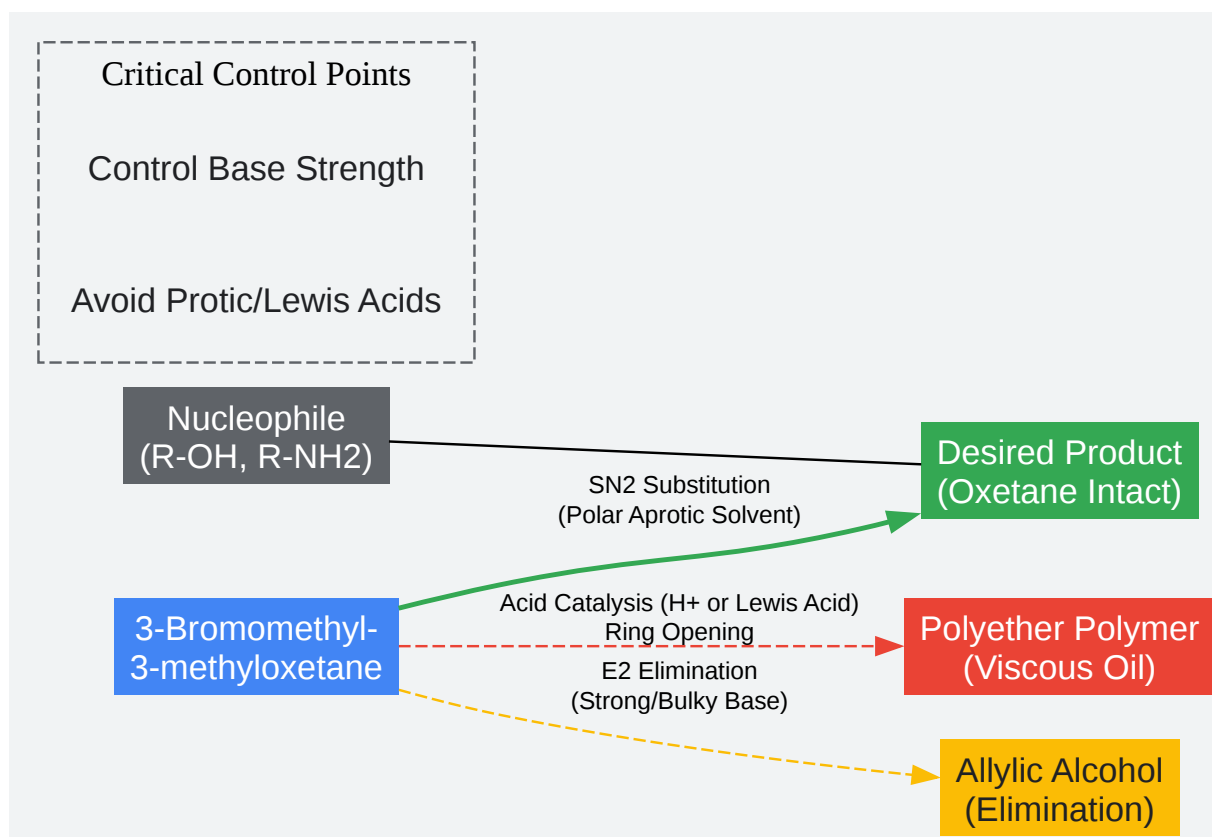 Critical Control Points
Control Base Strength
Avoid Protic/Lewis Acids
Nucleophile
(R-OH, R-NH2)
Desired Product
(Oxetane Intact)
SN2 Substitution
(Polar Aprotic Solvent)
3-Bromomethyl-
3-methyloxetane
Acid Catalysis (H+ or Lewis Acid)
Ring Opening
Polyether Polymer
(Viscous Oil)
E2 Elimination
(Strong/Bulky Base)
Allylic Alcohol
(Elimination)